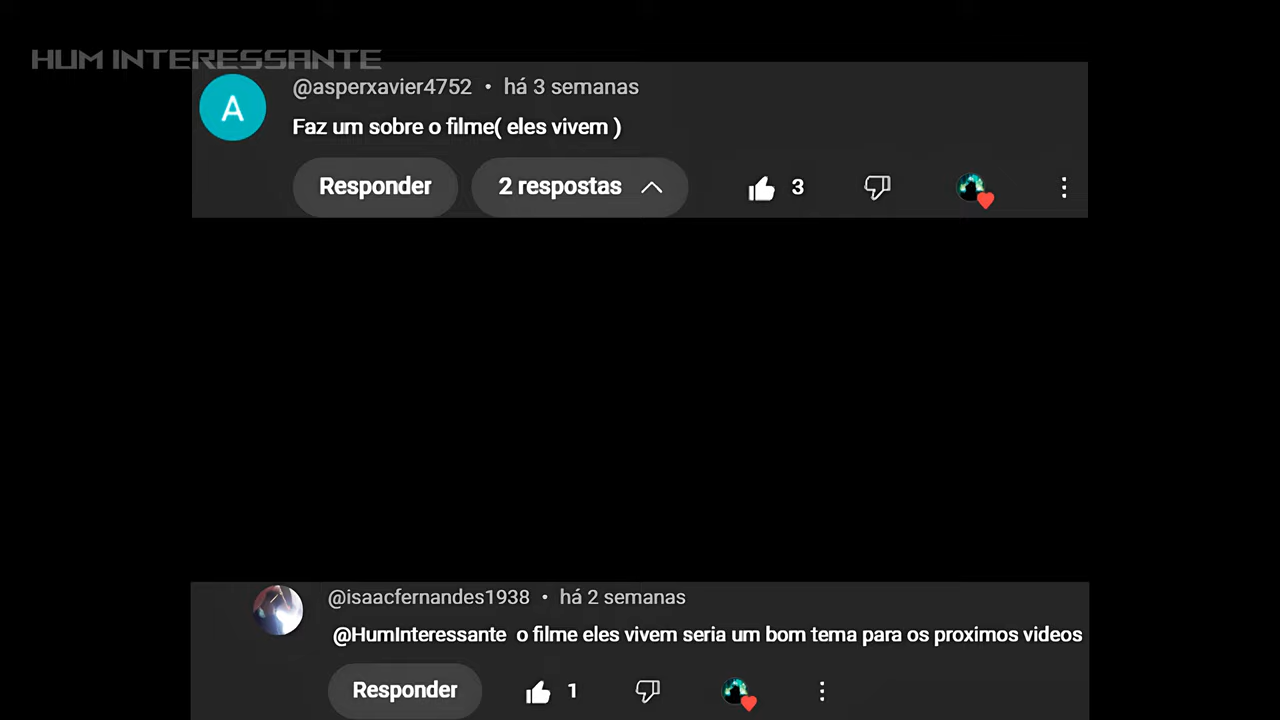 HUM INTERESSANTE
@asperxavier4752 • há 3 semanas
A
Faz um sobre o filme( eles vivem )
Responder 2 respostas 3
@isaacfernandes1938 • há 2 semanas
@HumInteressante o filme eles vivem seria um bom tema para os proximos videos
Responder 1